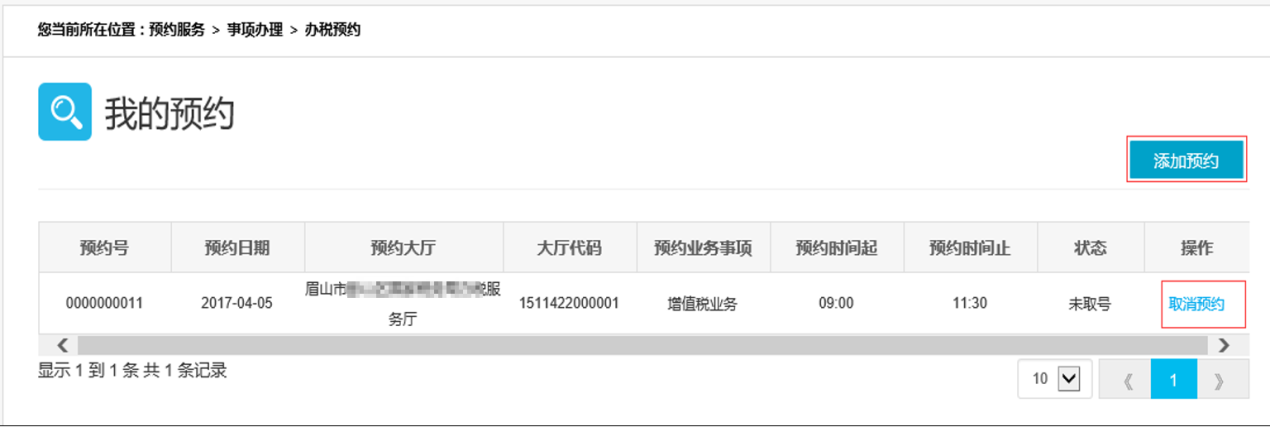 您当前所在位置：预约服务 > 事项办理 > 办税预约
我的预约
添加预约
预约号 预约日期 预约大厅 大厅代码 预约业务事项 预约时间起 预约时间止 状态 操作
0000000011 2017-04-05 眉山市 税服 1511422000001 增值税业务 09:00 11:30 未取号 取消预约
务厅
显示 1 到 1 条 共 1 条记录
10 《 1 》